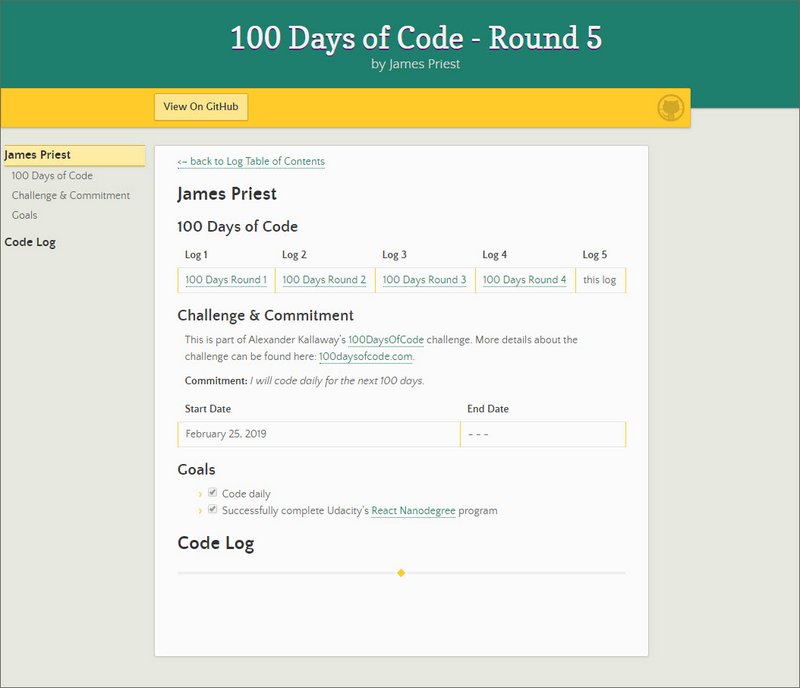 100 Days of Code - Round 5
by James Priest
View On GitHub
James Priest
100 Days of Code
Challenge & Commitment
Goals
Code Log
<– back to Log Table of Contents
James Priest
100 Days of Code
Log 1 Log 2 Log 3 Log 4 Log 5
100 Days Round 1 100 Days Round 2 100 Days Round 3 100 Days Round 4 this log
Challenge & Commitment
This is part of Alexander Kallaway's 100DaysOfCode challenge. More details about the
challenge can be found here: 100daysofcode.com.
Commitment: I will code daily for the next 100 days.
Start Date End Date
February 25, 2019 - - -
Goals
Code daily
Successfully complete Udacity's React Nanodegree program
Code Log